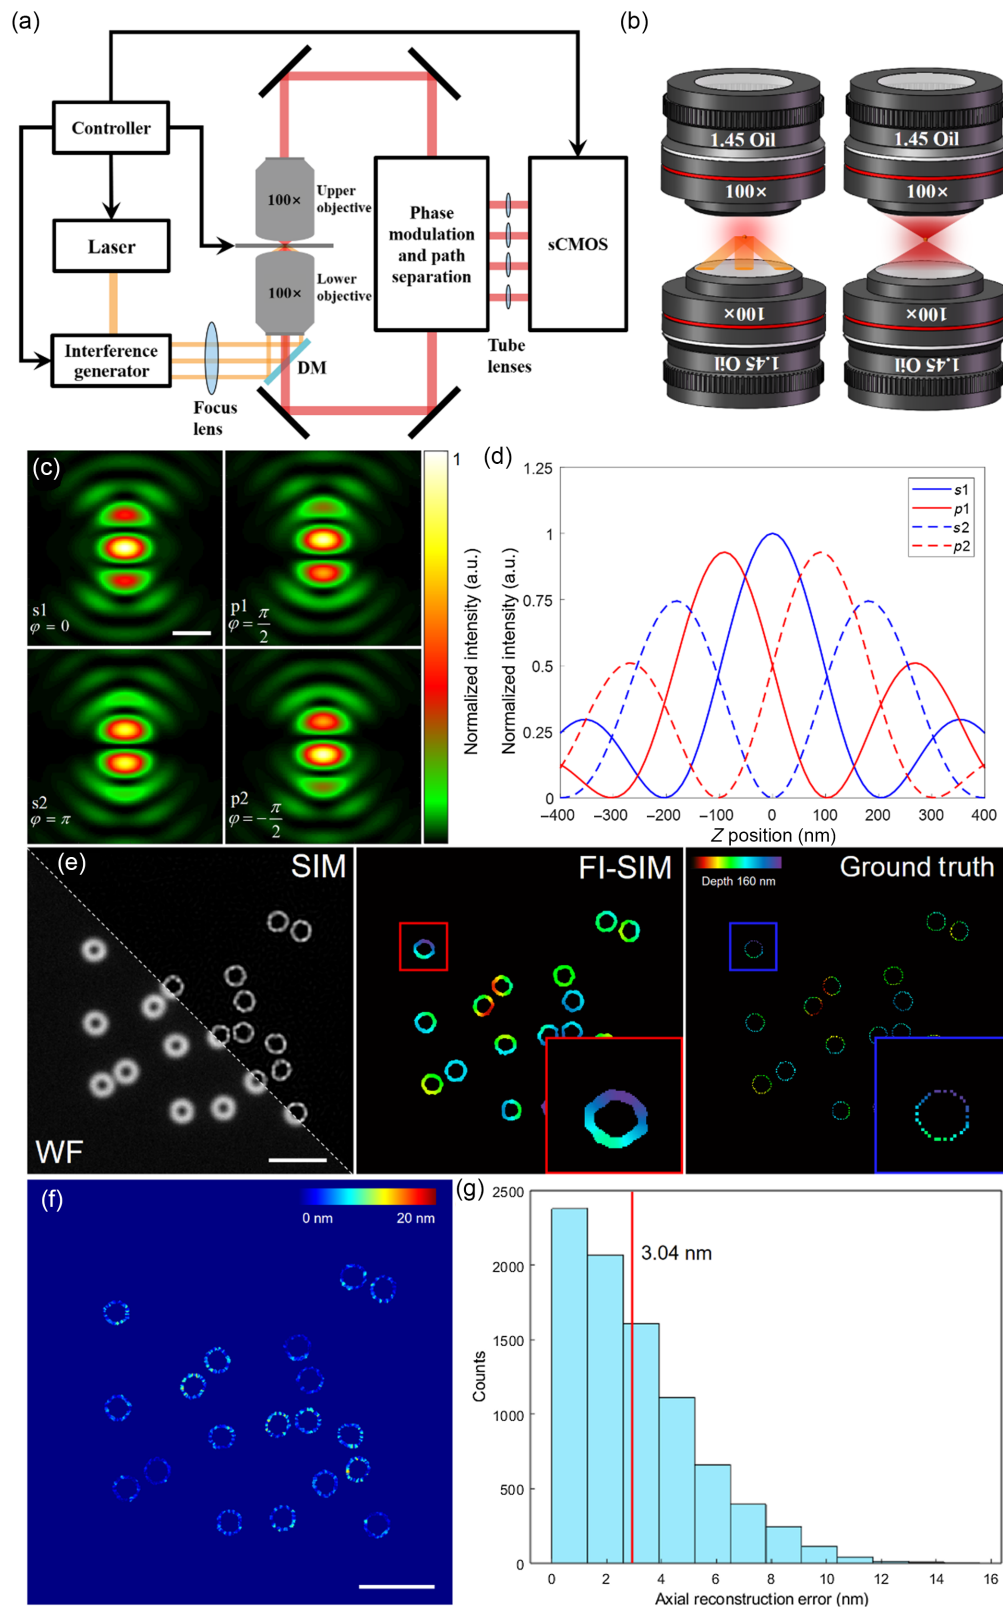 (a)
Controller
Laser
Interference
generator
Focus
lens
DM
100×
Upper
objective
100×
Lower
objective
Phase
modulation
and path
separation
Tube
lenses
sCMOS
(b)
1.45 Oil
100×
100×
1.45 Oil
1.45 Oil
100×
100×
1.45 Oil
(c)
s1
φ = 0
p1
φ = π/2
s2
φ = π
p2
φ = −π/2
1
Normalized intensity (a.u.)
(d)
Normalized intensity (a.u.)
1.25
1
0.75
0.5
0.25
0
−400
−300
−200
−100
0
100
200
300
400
Z position (nm)
s1
p1
s2
p2
(e)
SIM
WF
FI-SIM
Depth 160 nm
Ground truth
(f)
0 nm
20 nm
(g)
Counts
2500
2000
1500
1000
500
0
3.04 nm
0
2
4
6
8
10
12
14
16
Axial reconstruction error (nm)